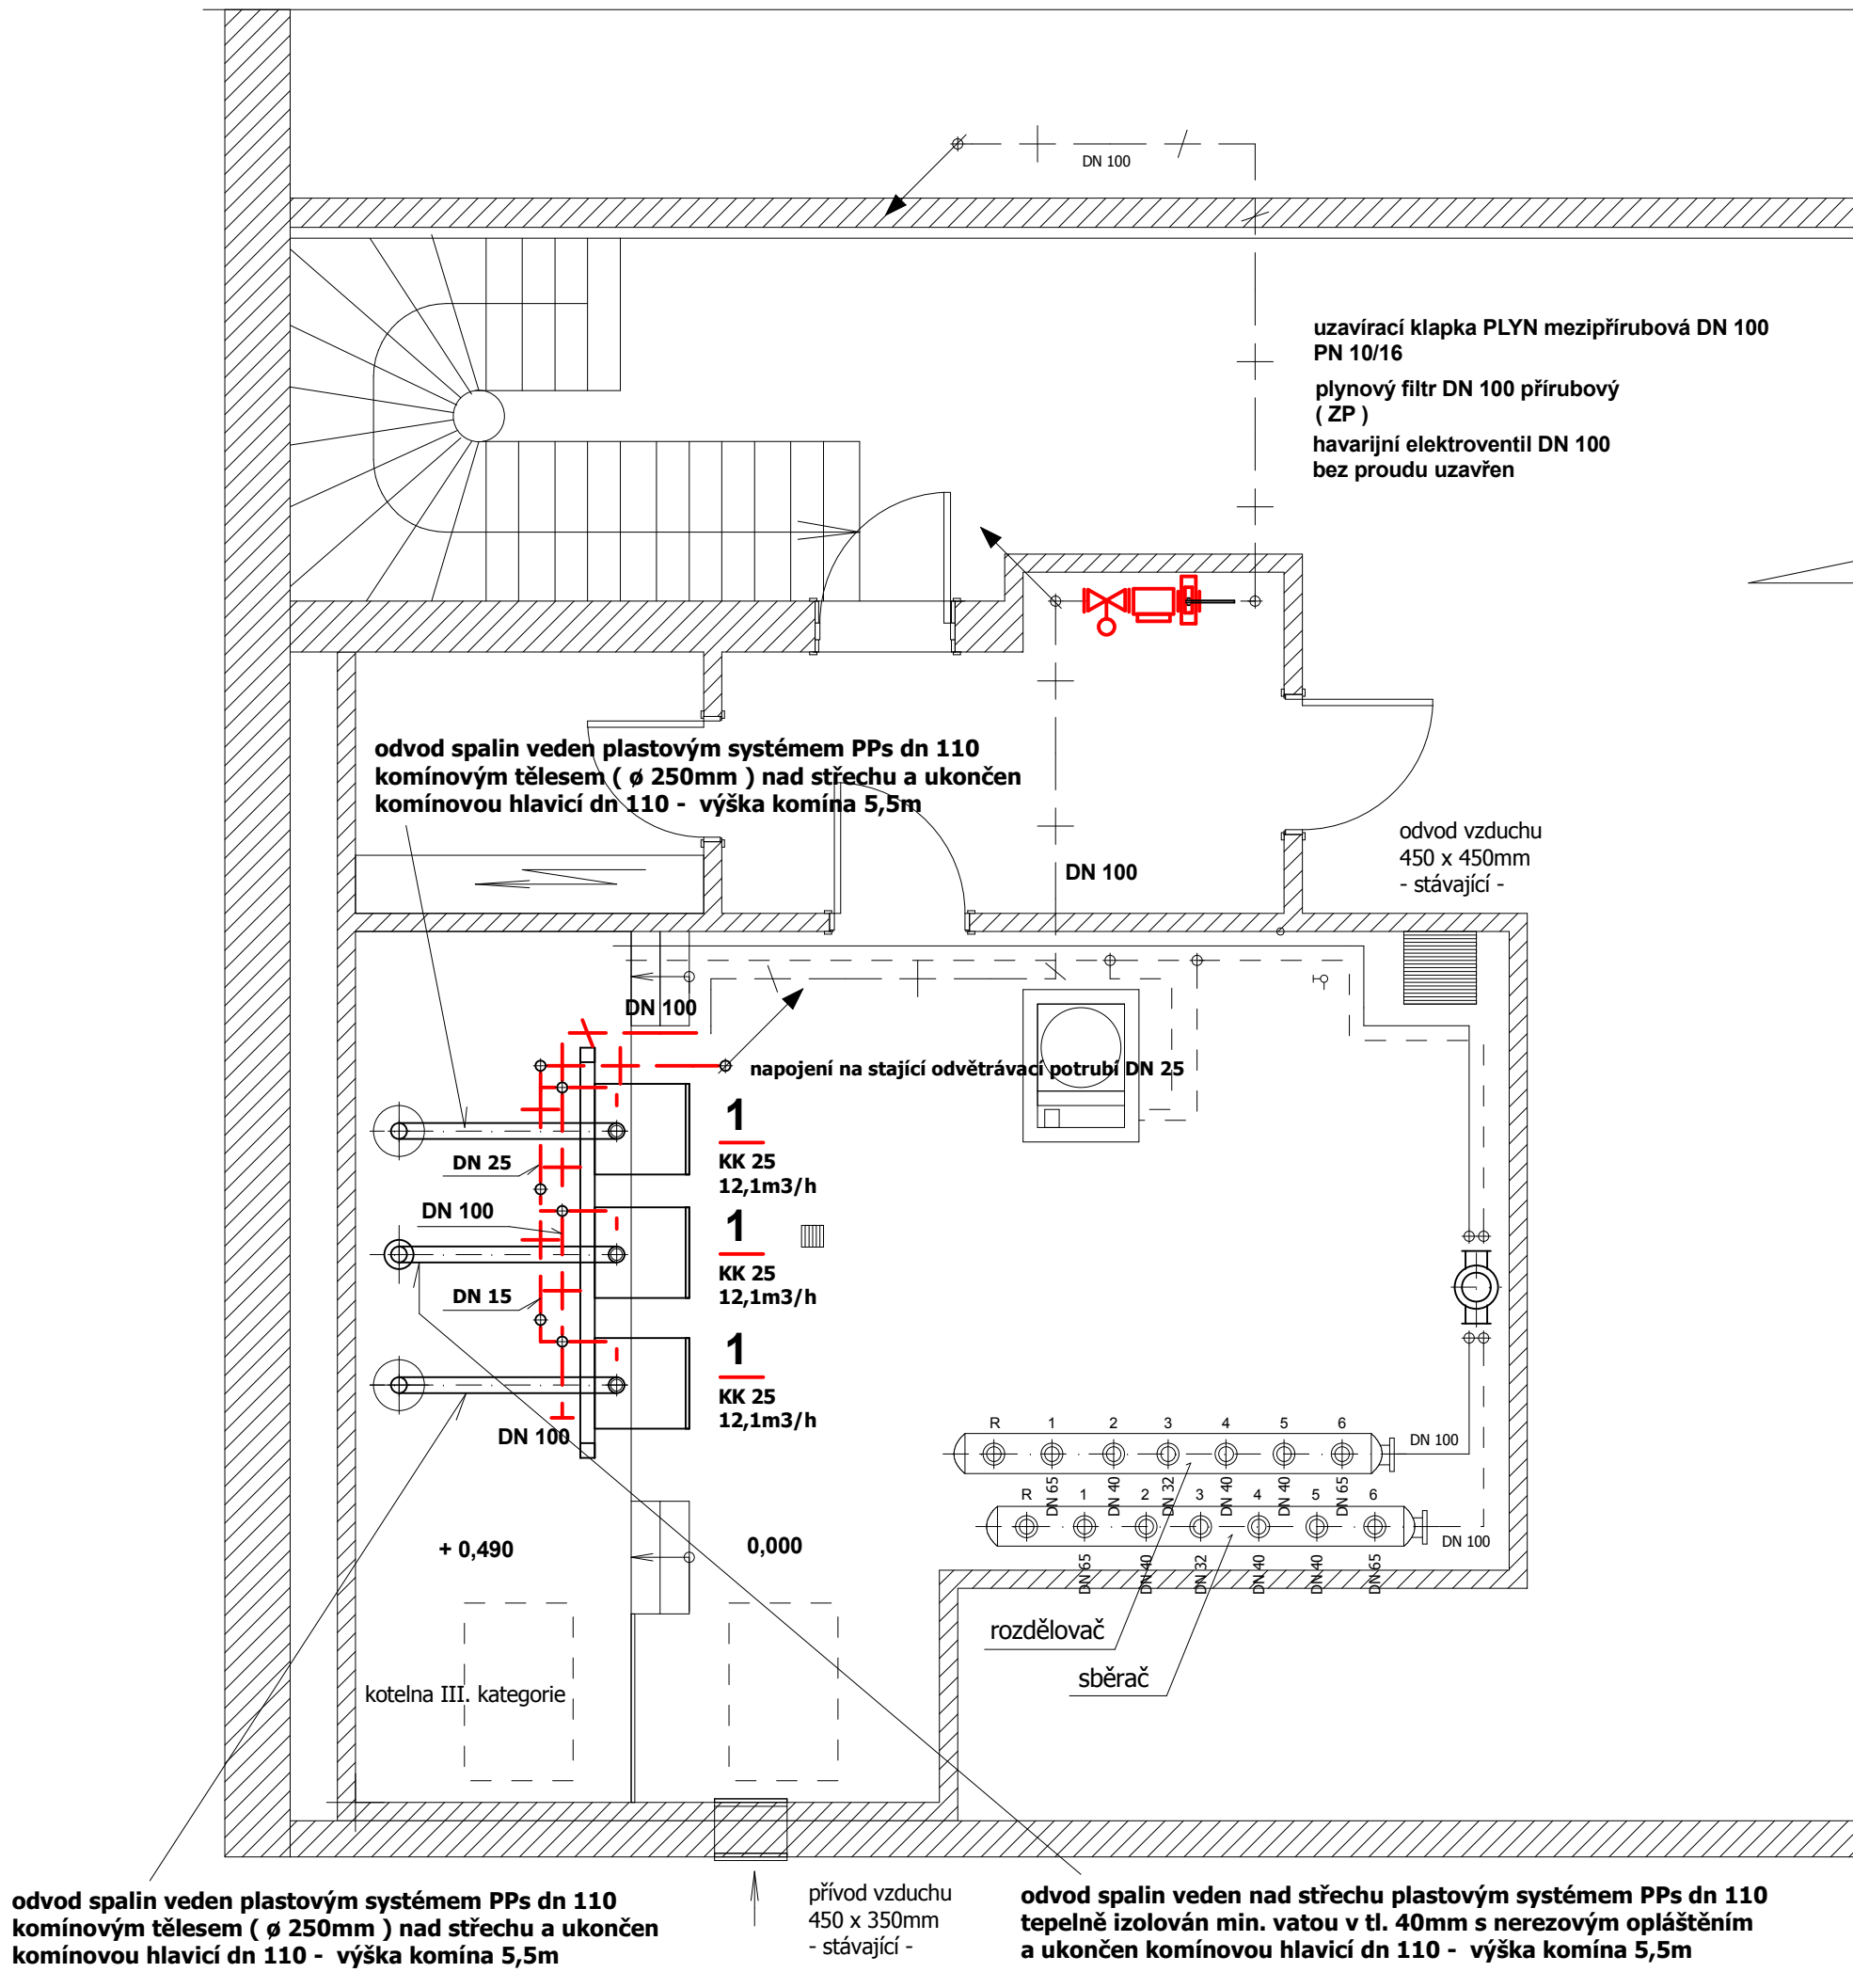 DN 100
uzavírací klapka PLYN mezipřírubová DN 100
PN 10/16
plynový filtr DN 100 přírubový
( ZP )
havarijní elektroventil DN 100
bez proudu uzavřen
odvod spalin veden plastovým systémem PPs dn 110
komínovým tělesem ( ø 250mm ) nad střechu a ukončen
komínovou hlavicí dn 110 - výška komína 5,5m
odvod vzduchu
450 x 450mm
- stávající -
DN 100
DN 100
napojení na stající odvětrávací potrubí DN 25
1
KK 25
12,1m3/h
DN 25
DN 100
1
KK 25
12,1m3/h
DN 15
1
KK 25
12,1m3/h
DN 100
R 1 2 3 4 5 6
DN 100
DN 65 DN 40 DN 32 DN 40 DN 40 DN 65
R 1 2 3 4 5 6
DN 100
DN 65 DN 40 DN 32 DN 40 DN 40 DN 65
+ 0,490
0,000
rozdělovač
sběrač
kotelna III. kategorie
odvod spalin veden plastovým systémem PPs dn 110
komínovým tělesem ( ø 250mm ) nad střechu a ukončen
komínovou hlavicí dn 110 - výška komína 5,5m
přívod vzduchu
450 x 350mm
- stávající -
odvod spalin veden nad střechu plastovým systémem PPs dn 110
tepelně izolován min. vatou v tl. 40mm s nerezovým opláštěním
a ukončen komínovou hlavicí dn 110 - výška komína 5,5m